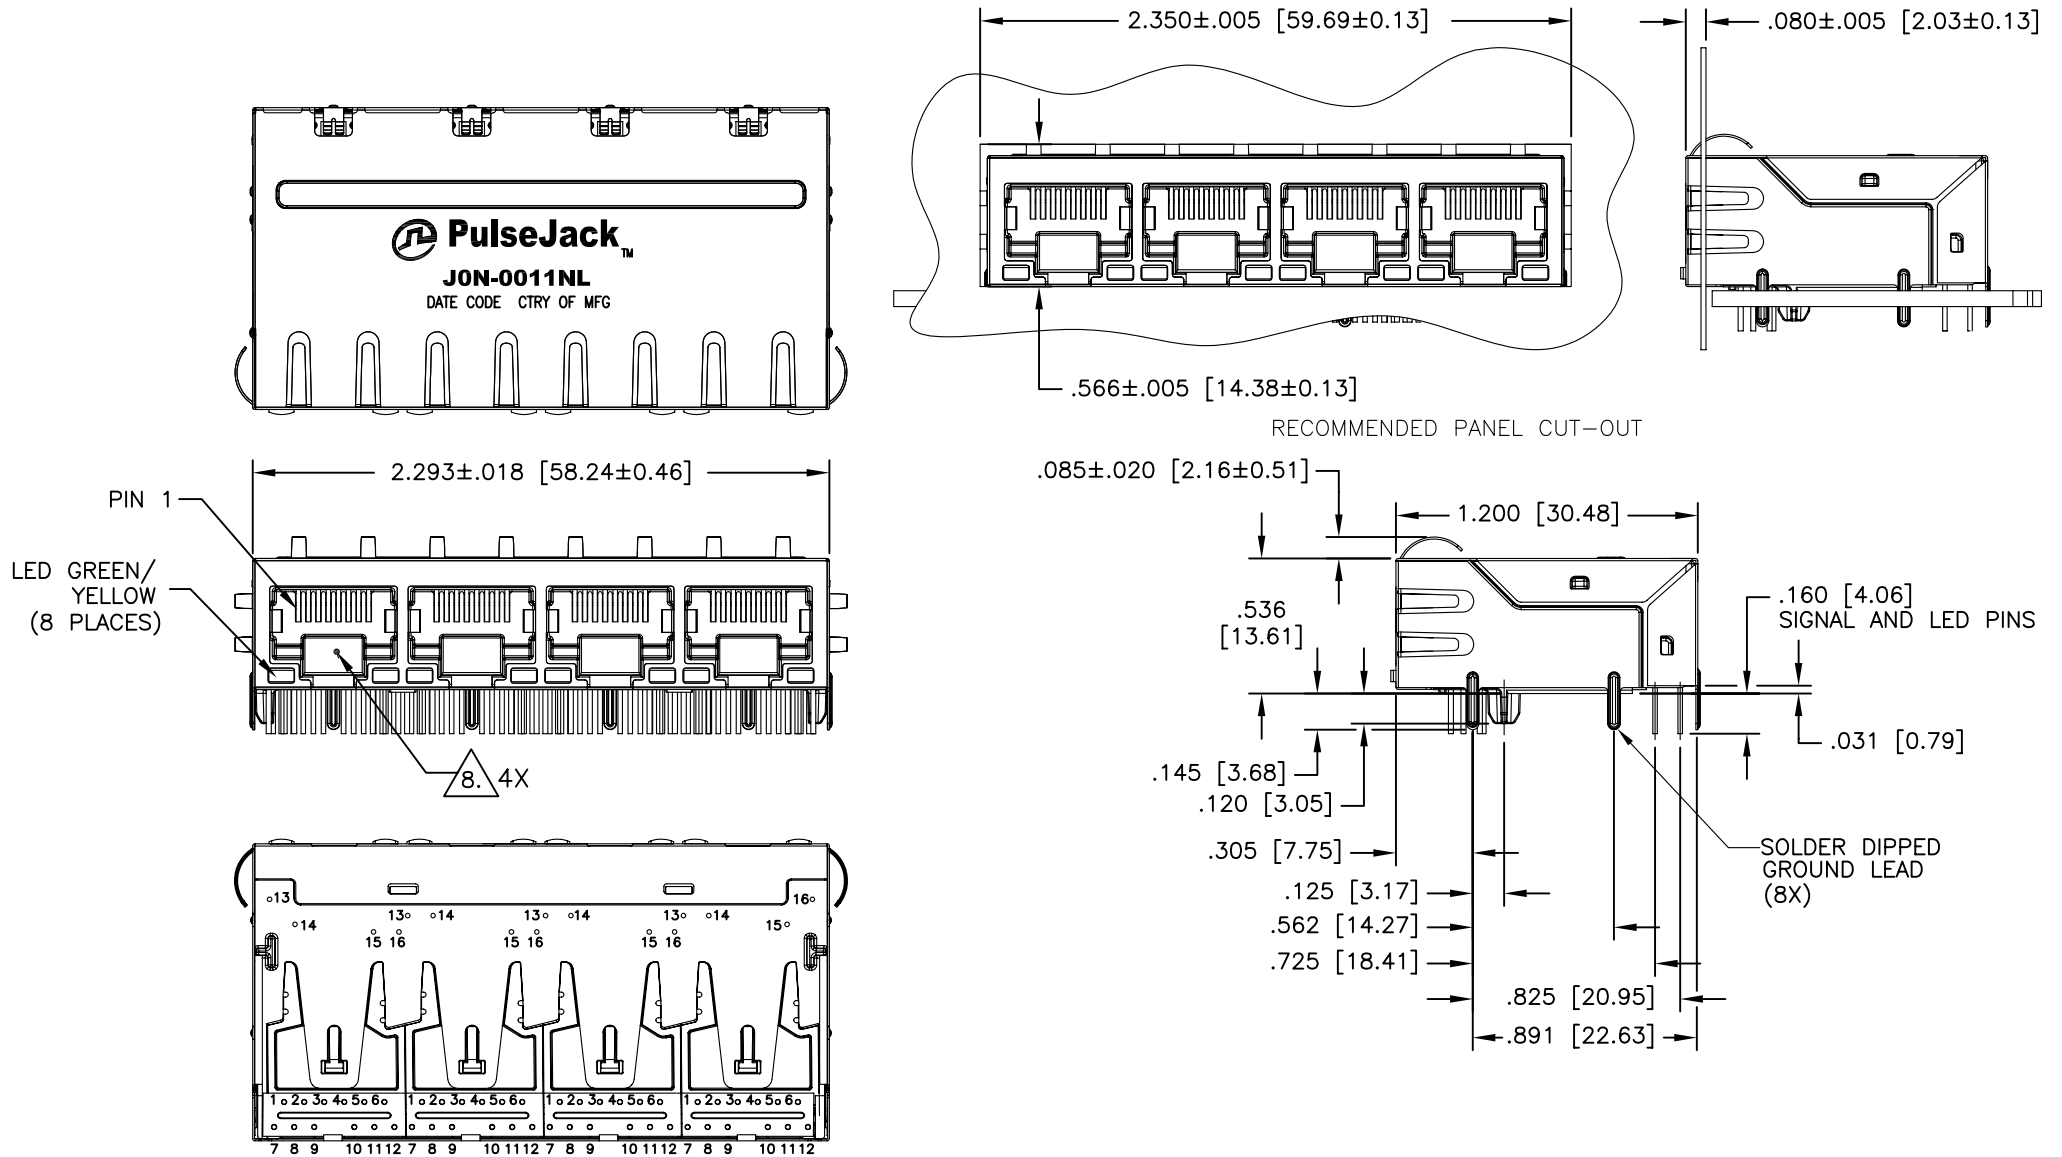 2.350±.005 [59.69±0.13]
.080±.005 [2.03±0.13]
PulseJack™
J0N-0011NL
DATE CODE CTRY OF MFG
.566±.005 [14.38±0.13]
RECOMMENDED PANEL CUT-OUT
2.293±.018 [58.24±0.46]
PIN 1
LED GREEN/
YELLOW
(8 PLACES)
8. 4X
.085±.020 [2.16±0.51]
1.200 [30.48]
.536
[13.61]
.160 [4.06]
SIGNAL AND LED PINS
.031 [0.79]
.145 [3.68]
.120 [3.05]
.305 [7.75]
SOLDER DIPPED
GROUND LEAD
(8X)
.125 [3.17]
.562 [14.27]
.725 [18.41]
.825 [20.95]
.891 [22.63]
13 16
13 14 13 14 13 14
14 15
15 16 15 16 15 16
1 2 3 4 5 6 1 2 3 4 5 6 1 2 3 4 5 6 1 2 3 4 5 6
7 8 9 10 11 12 7 8 9 10 11 12 7 8 9 10 11 12 7 8 9 10 11 12